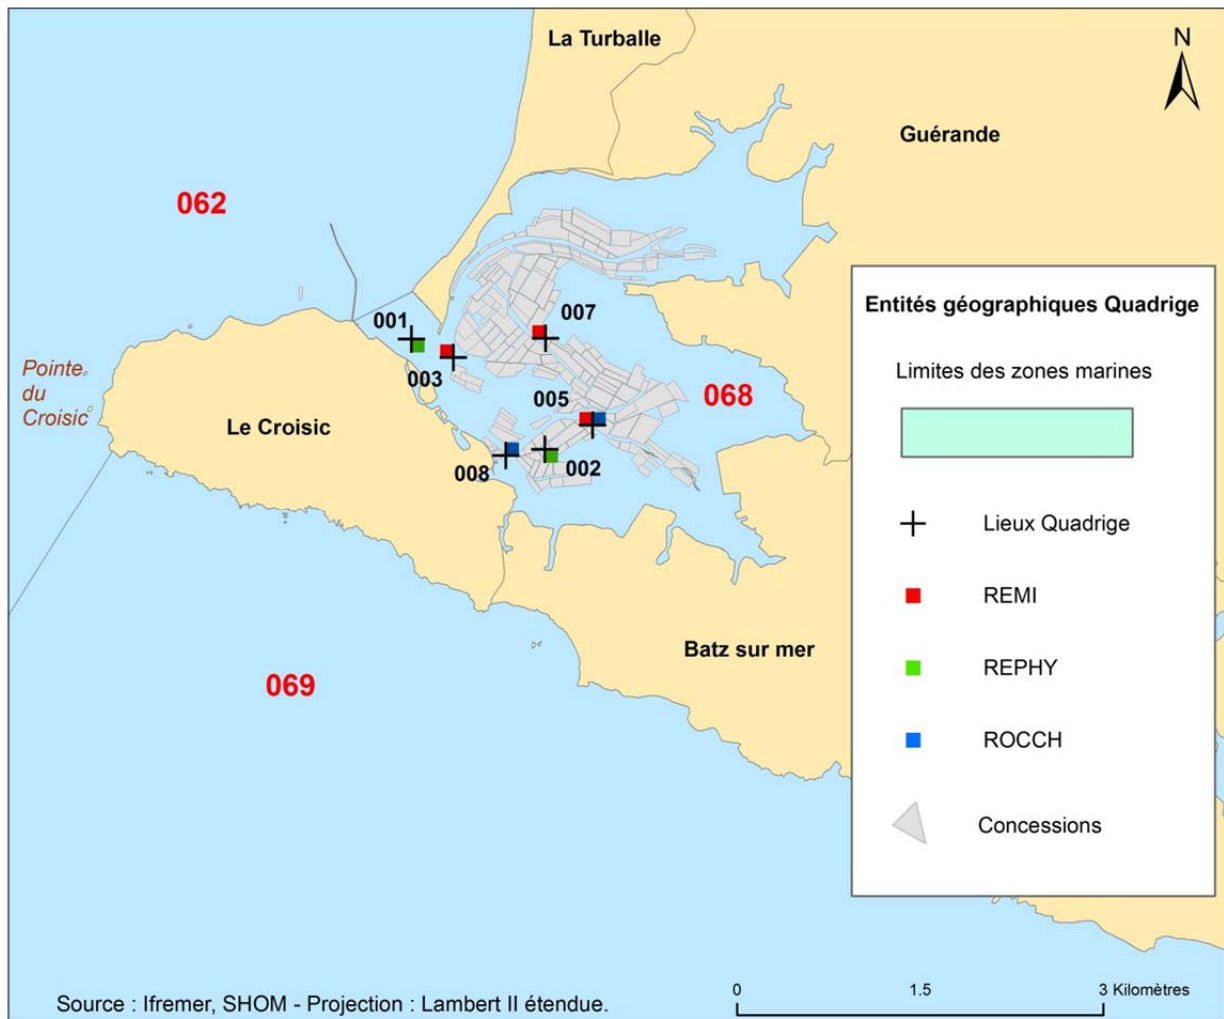 La Turballe
N
Guérande
062
001
007
003
Pointe
du
Croisic
005
068
Le Croisic
008
002
Batz sur mer
069
Entités géographiques Quadrige
Limites des zones marines
Lieux Quadrige
REMI
REPHY
ROCCH
Concessions
Source : Ifremer, SHOM - Projection : Lambert II étendue.
0 1.5 3 Kilomètres